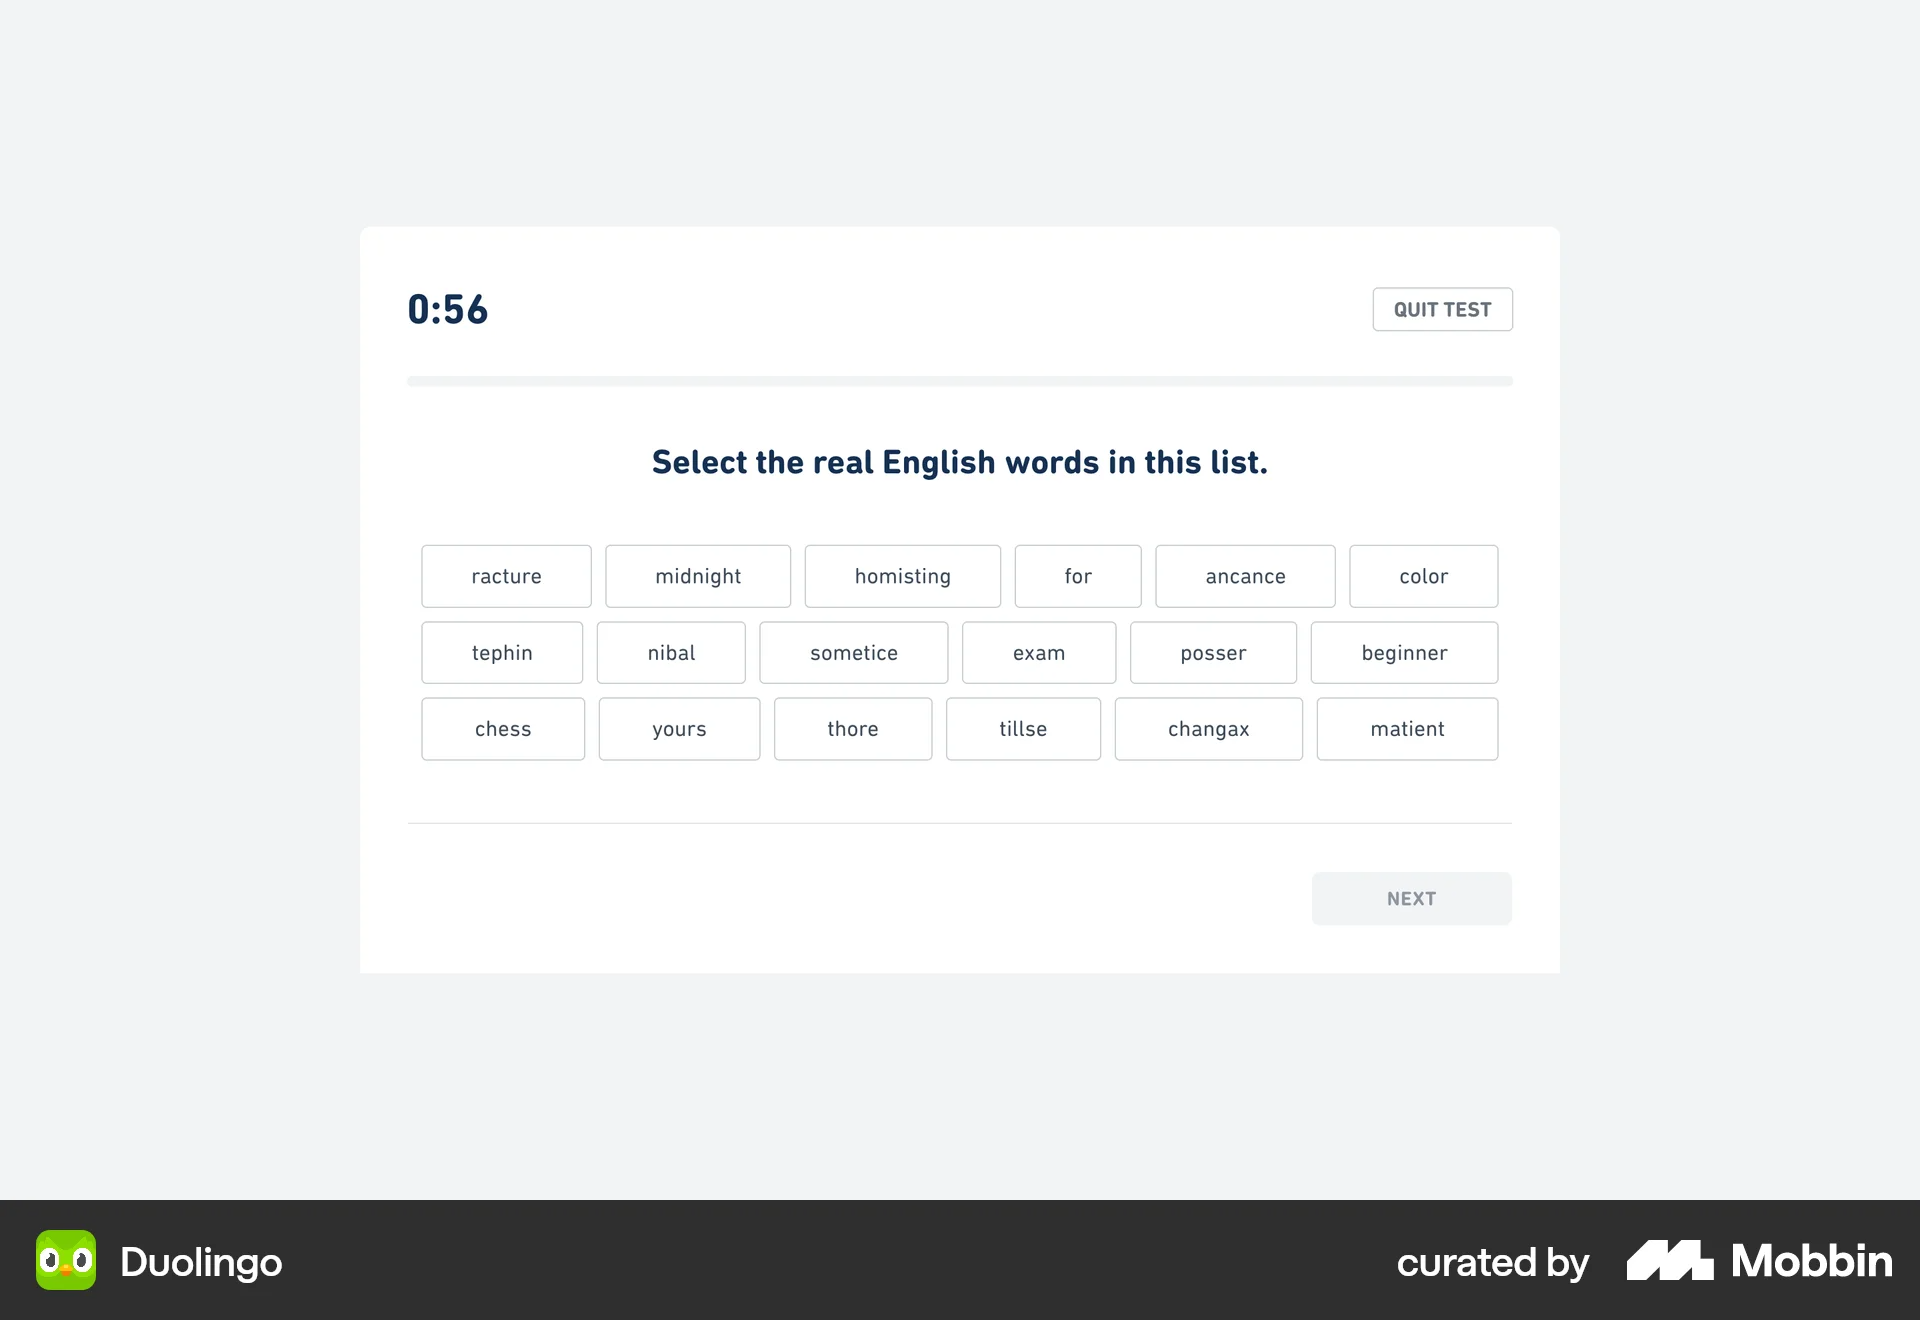 0:56
QUIT TEST
Select the real English words in this list.
racture midnight homisting for ancance color
tephin nibal sometice exam posser beginner
chess yours thore tillse changax matient
NEXT
Duolingo curated by Mobbin